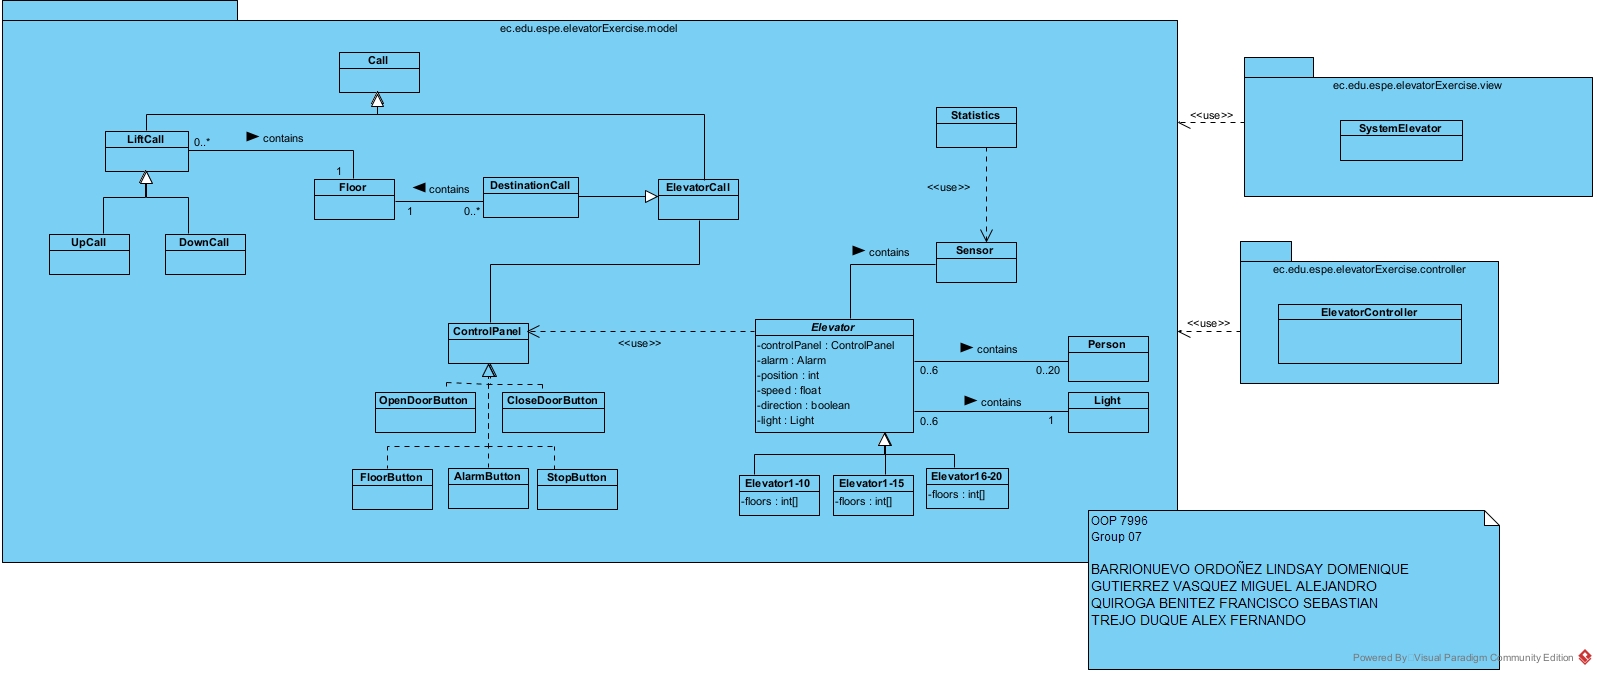 ec.edu.espe.elevatorExercise.model
Call
LiftCall
0..*
contains
1
Floor
contains
1
0..*
DestinationCall
ElevatorCall
UpCall
DownCall
Statistics
<<use>>
Sensor
contains
ControlPanel
<<use>>
Elevator
-controlPanel : ControlPanel
-alarm : Alarm
-position : int
-speed : float
-direction : boolean
-light : Light
contains
0..6
0..20
Person
contains
0..6
1
Light
OpenDoorButton
CloseDoorButton
FloorButton
AlarmButton
StopButton
Elevator1-10
-floors : int[]
Elevator1-15
-floors : int[]
Elevator16-20
-floors : int[]
<<use>>
ec.edu.espe.elevatorExercise.view
SystemElevator
<<use>>
ec.edu.espe.elevatorExercise.controller
ElevatorController
OOP 7996
Group 07
BARRIONUEVO ORDOÑEZ LINDSAY DOMENIQUE
GUTIERREZ VASQUEZ MIGUEL ALEJANDRO
QUIROGA BENITEZ FRANCISCO SEBASTIAN
TREJO DUQUE ALEX FERNANDO
Powered By Visual Paradigm Community Edition